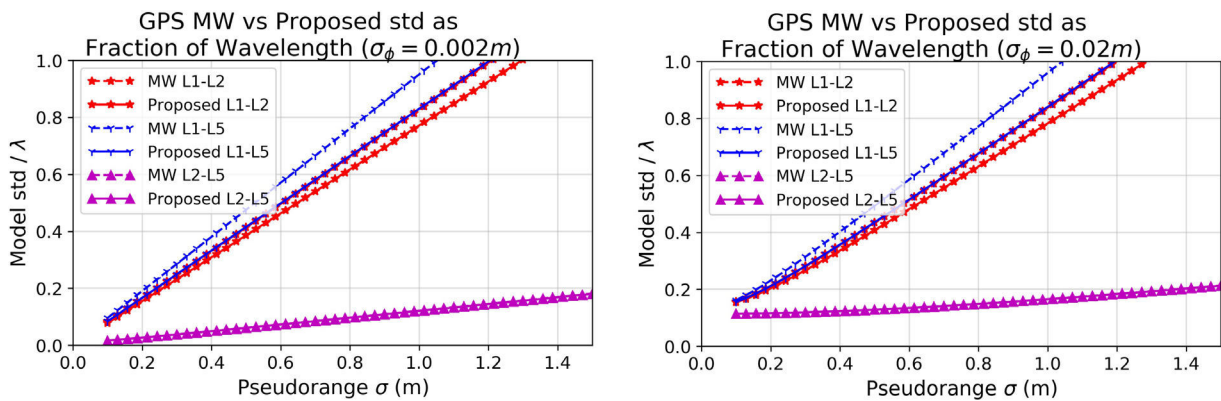 GPS MW vs Proposed std as
Fraction of Wavelength (σ_ϕ = 0.002m)
1.0
0.8
0.6
0.4
0.2
0.0
Model std / λ
MW L1-L2
Proposed L1-L2
MW L1-L5
Proposed L1-L5
MW L2-L5
Proposed L2-L5
0.0 0.2 0.4 0.6 0.8 1.0 1.2 1.4
Pseudorange σ (m)
GPS MW vs Proposed std as
Fraction of Wavelength (σ_ϕ = 0.02m)
1.0
0.8
0.6
0.4
0.2
0.0
Model std / λ
MW L1-L2
Proposed L1-L2
MW L1-L5
Proposed L1-L5
MW L2-L5
Proposed L2-L5
0.0 0.2 0.4 0.6 0.8 1.0 1.2 1.4
Pseudorange σ (m)